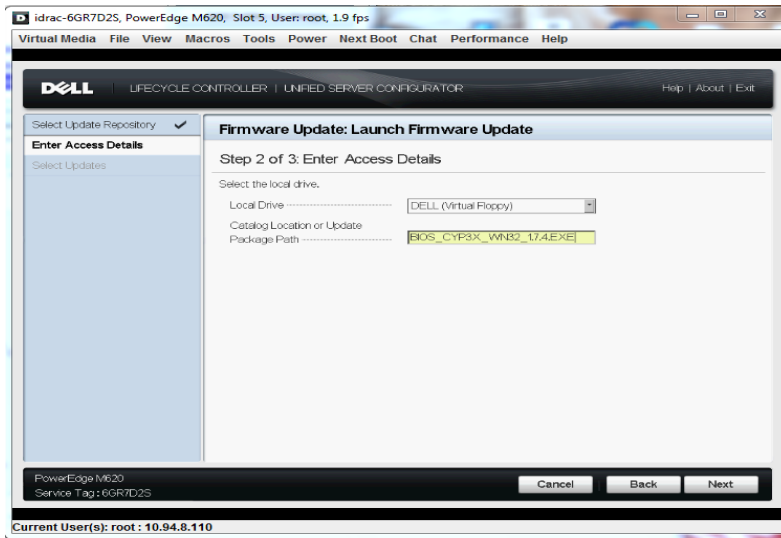 idrac-6GR7D2S, PowerEdge M620, Slot 5, User: root, 1.9 fps
Virtual Media File View Macros Tools Power Next Boot Chat Performance Help
DELL LIFECYCLE CONTROLLER | UNIFIED SERVER CONFIGURATOR Help | About | Exit
Select Update Repository
Enter Access Details
Select Updates
Firmware Update: Launch Firmware Update
Step 2 of 3: Enter Access Details
Select the local drive.
Local Drive DELL (Virtual Floppy)
Catalog Location or Update
Package Path BIOS_CYP3X_WN32_1.7.4.EXE
PowerEdge M620
Service Tag : 6GR7D2S
Cancel Back Next
Current User(s): root : 10.94.8.110